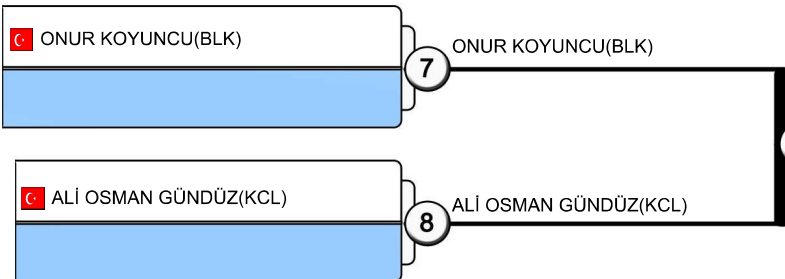 ONUR KOYUNCU(BLK)
7
ONUR KOYUNCU(BLK)
ALİ OSMAN GÜNDÜZ(KCL)
8
ALİ OSMAN GÜNDÜZ(KCL)